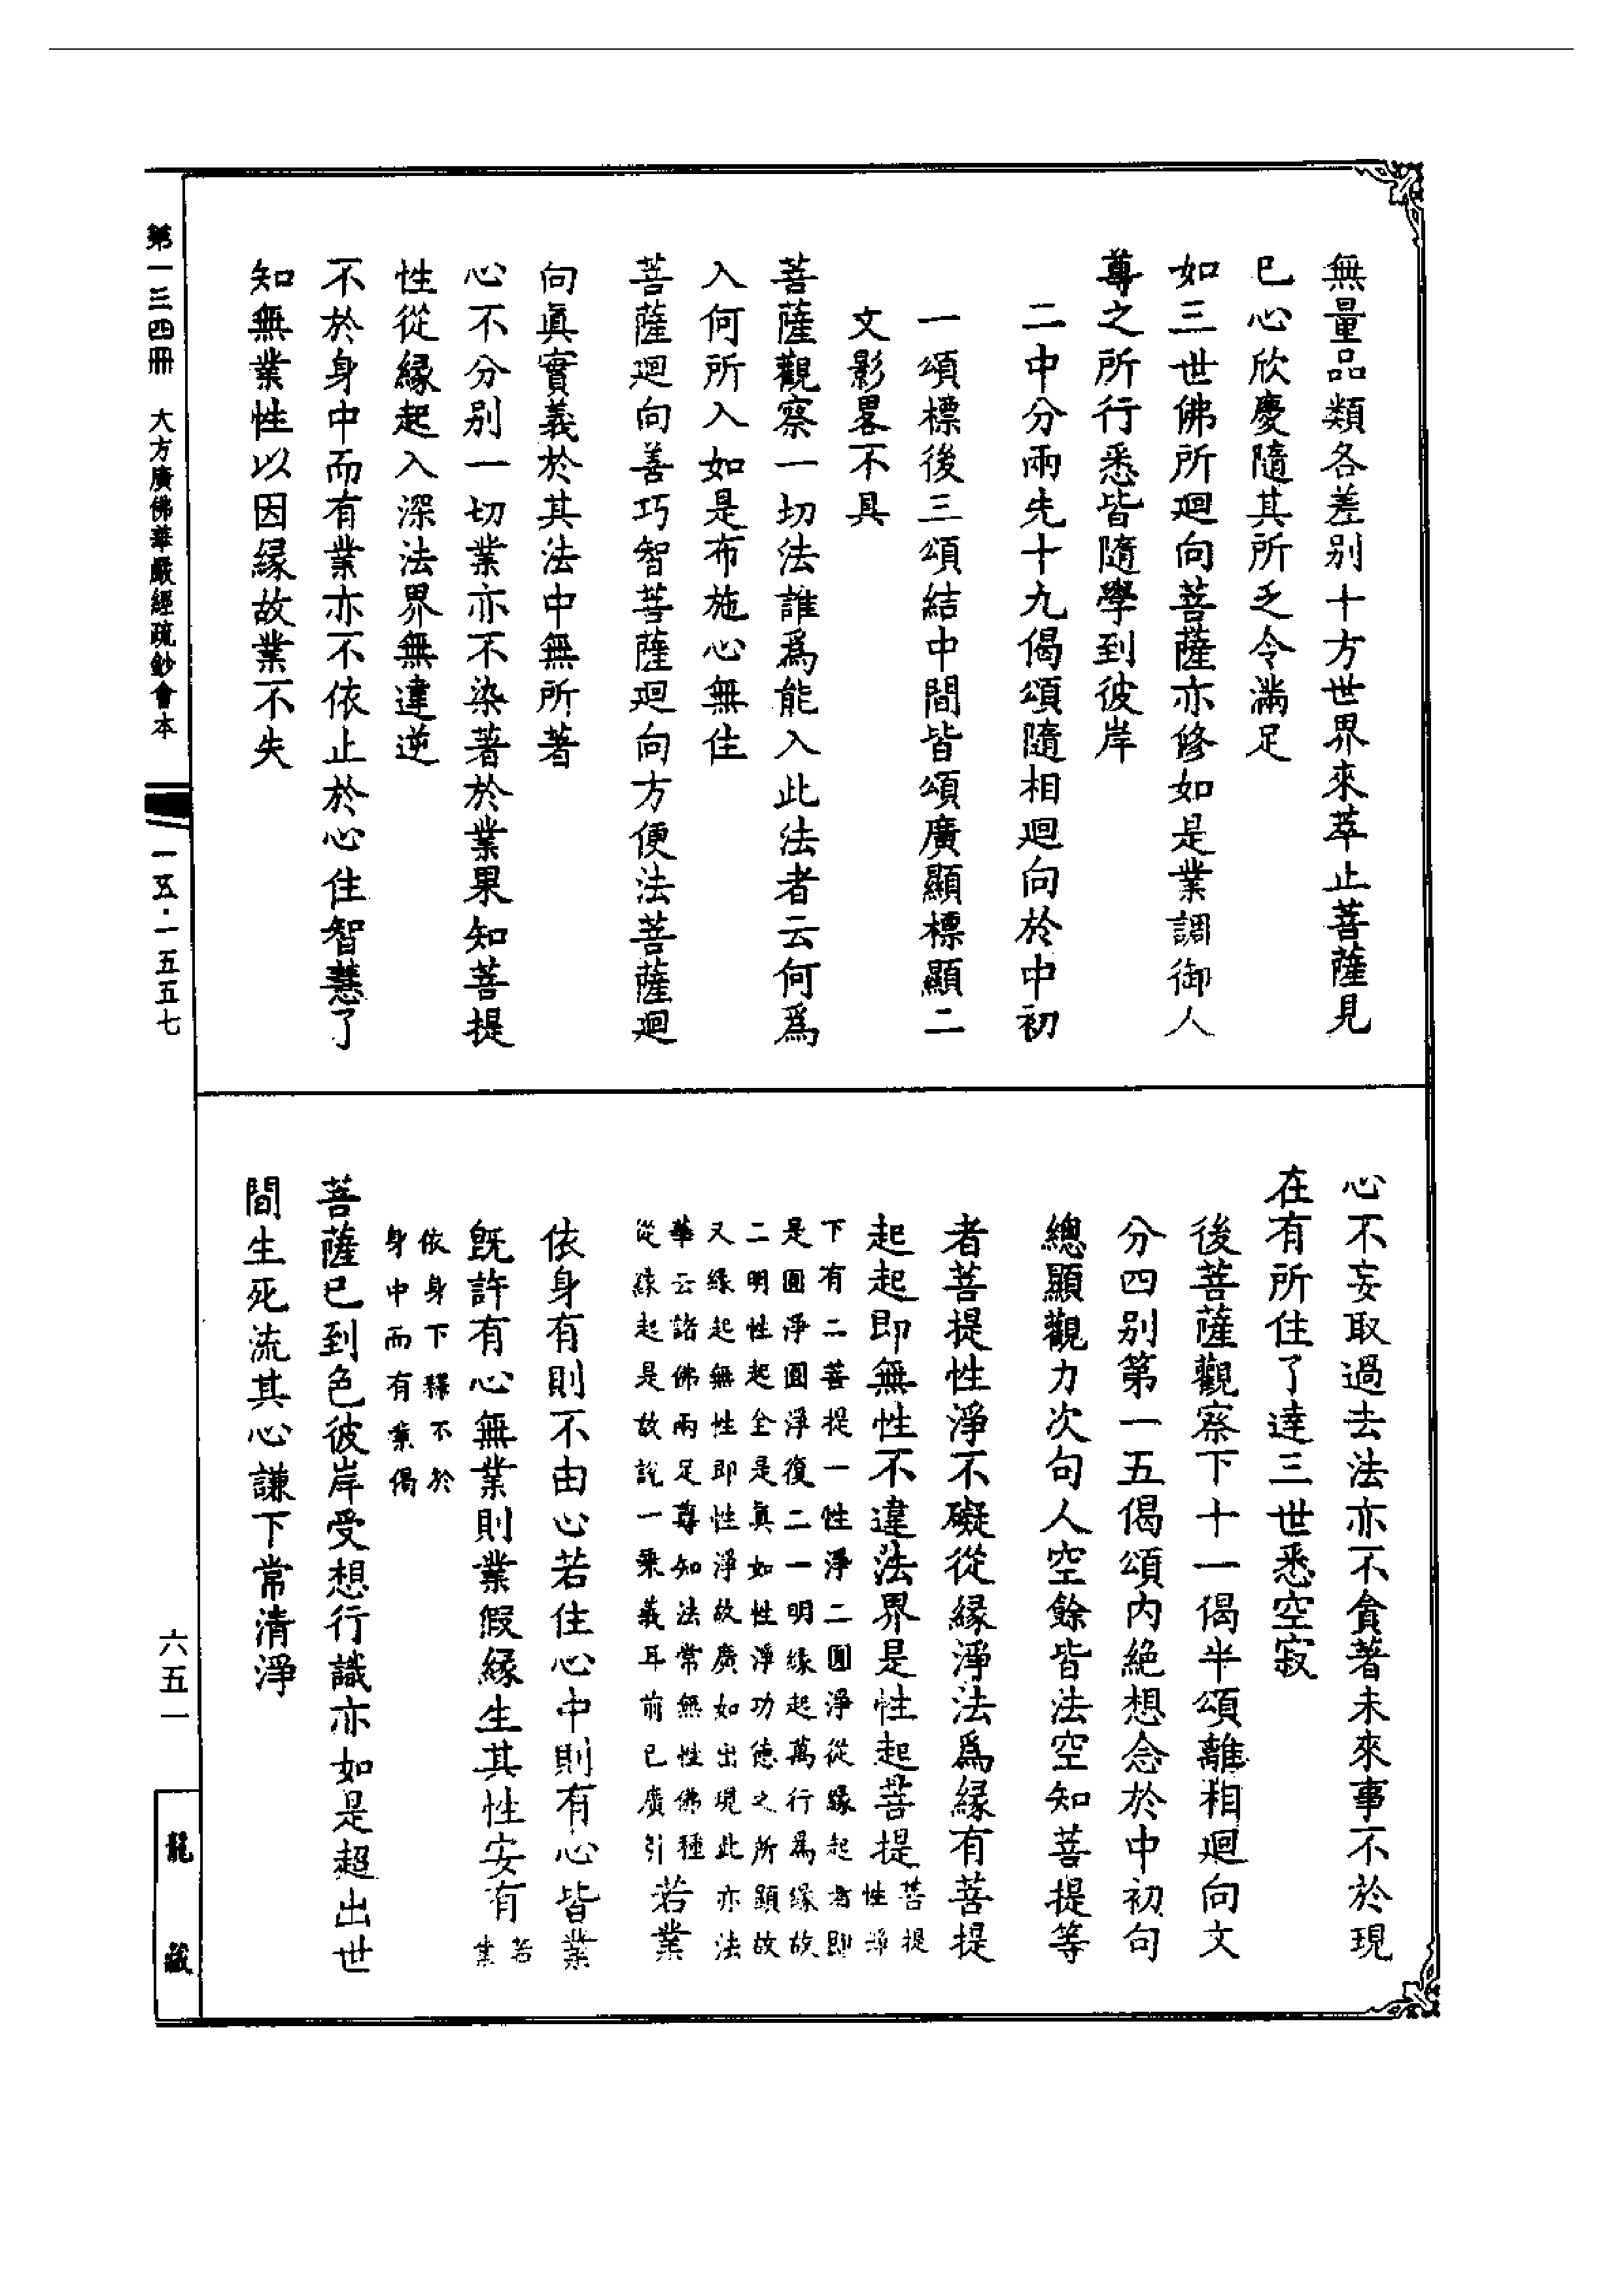 無量品類各差別十方世界來萃止菩薩見
已心欣慶隨其所乏令滿足
如三世佛所迴向菩薩亦修如是業調御人
尊之所行悉皆隨學到彼岸
二中分兩先十九偈頌隨相迴向於中初
一頌標後三頌結中間皆頌廣顯標顯二
文影畧不具
菩薩觀察一切法誰爲能入此法者云何爲
入何所入如是布施心無住
菩薩迴向善巧智菩薩迴向方便法菩薩迴
向眞實義於其法中無所著
心不分別一切業亦不染著於業果知菩提
性從緣起入深法界無違逆
不於身中而有業亦不依止於心住智慧了
知無業性以因緣故業不失
心不妄取過去法亦不貪著未來事不於現
在有所住了達三世悉空寂
後菩薩觀察下十一偈半頌離相迴向文
分四別第一五偈頌內絕想念於中初句
總顯觀力次句人空餘皆法空知菩提等
者菩提性淨不礙從緣淨法爲緣有菩提
起起即無性不違法界是性起菩提
菩提
性淨
下有二菩提一性淨二圓淨從緣起者即
是圓淨圓淨復二一明緣起萬行爲緣故
二明性起全是眞如性淨功德之所顯故
又緣起無性即性淨故廣如出現此亦法
華云諸佛兩足尊知法常無性佛種
從緣起是故說一乘義耳前已廣引
若業
依身有則不由心若住心中則有心皆業
既許有心無業則業假緣生其性安有
若
業
依身下釋不於
身中而有業偈
菩薩已到色彼岸受想行識亦如是超出世
間生死流其心謙下常清淨
第一三四冊 大方廣佛華嚴經疏鈔會本
一五·一五五七
六五一
龍藏